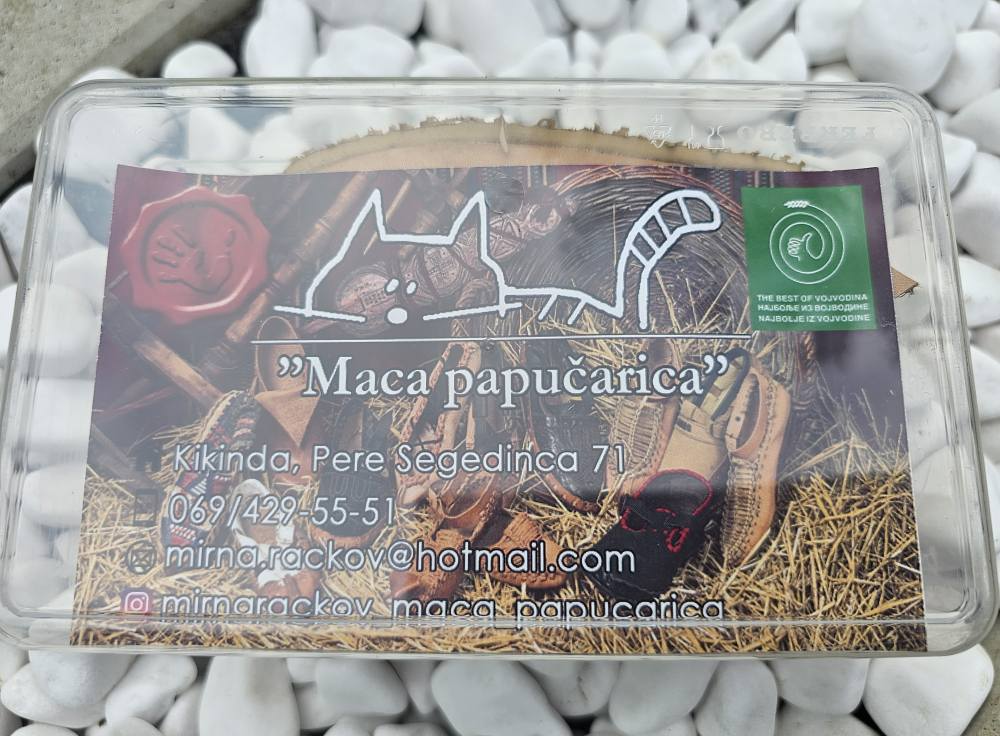 THE BEST OF VOJVODINA
НАЈБОЉЕ ИЗ ВОЈВОДИНЕ
NAJBOLJE IZ VOJVODINE
”Maca papučarica”
Kikinda, Pere Segedinca 71
069/429-55-51
mirna.rackov@hotmail.com
mirnarackov_maca_papucarica